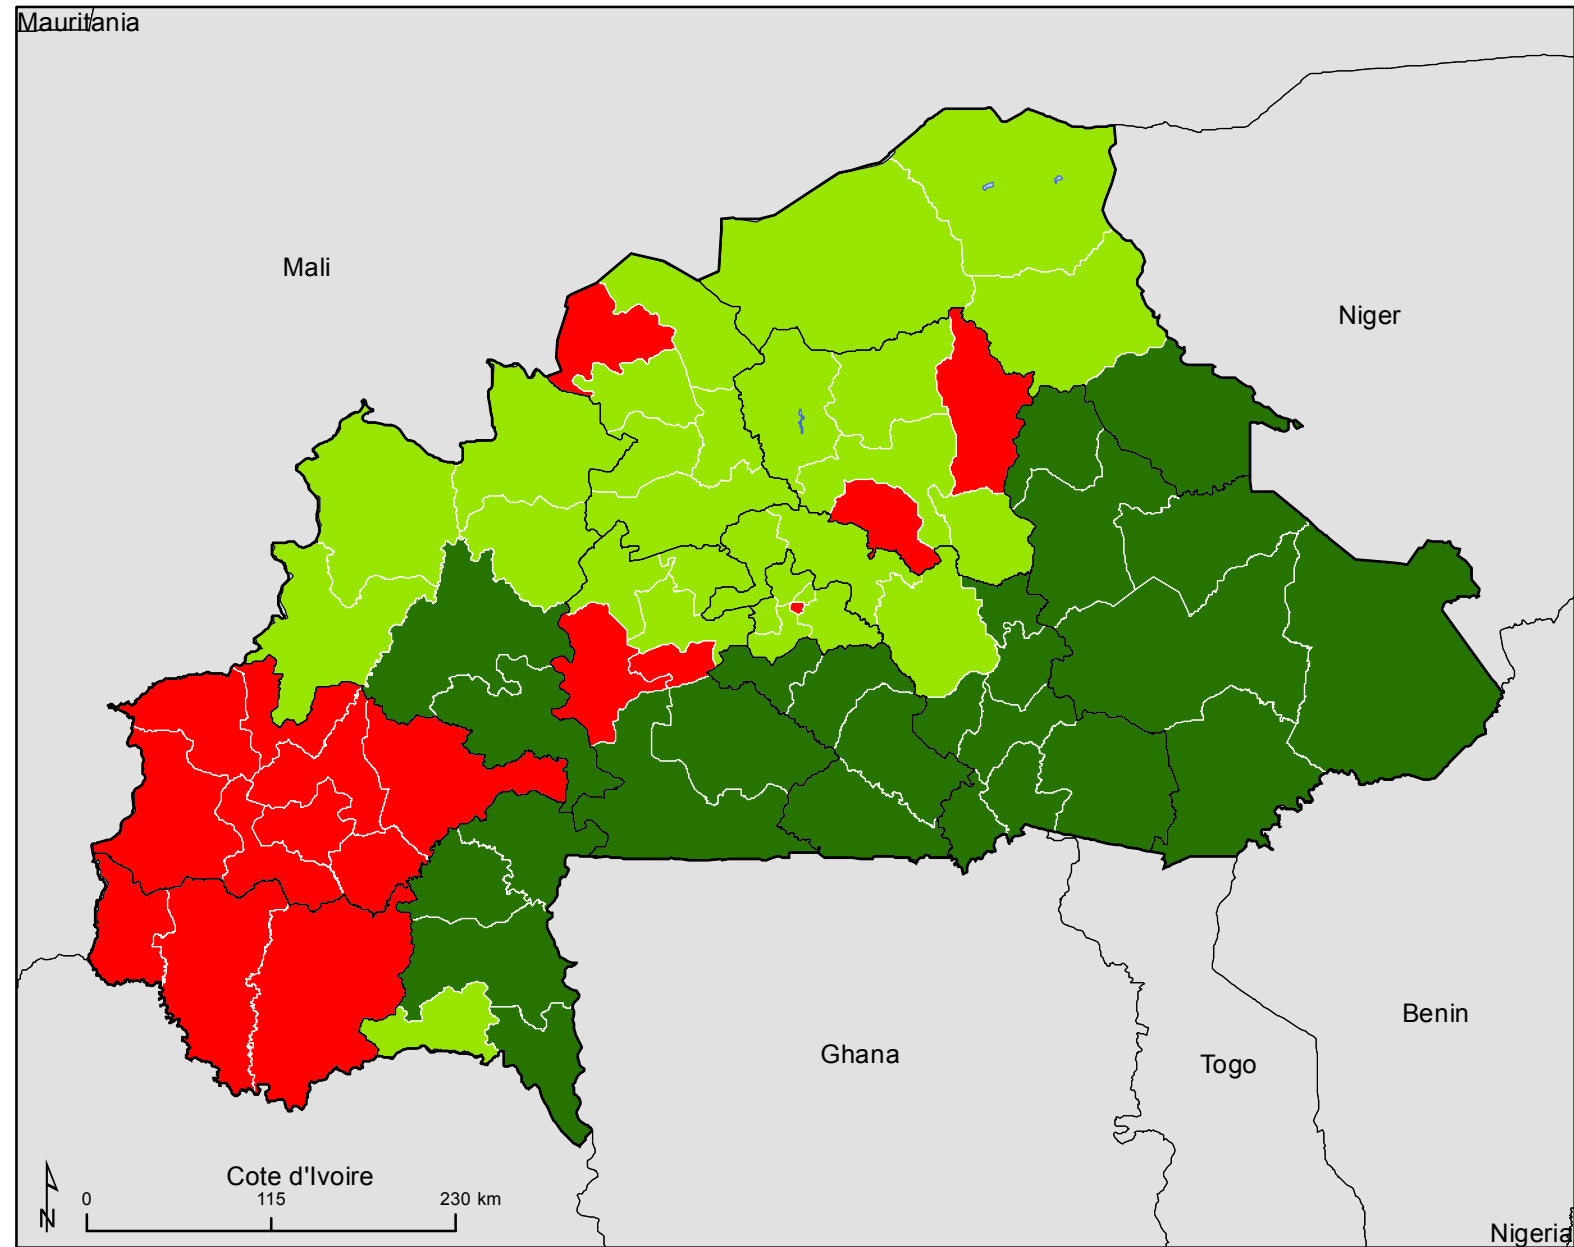 Mauritania
Mali
Niger
Benin
Ghana
Togo
Cote d'Ivoire
0 115 230 km
N
Nigeria